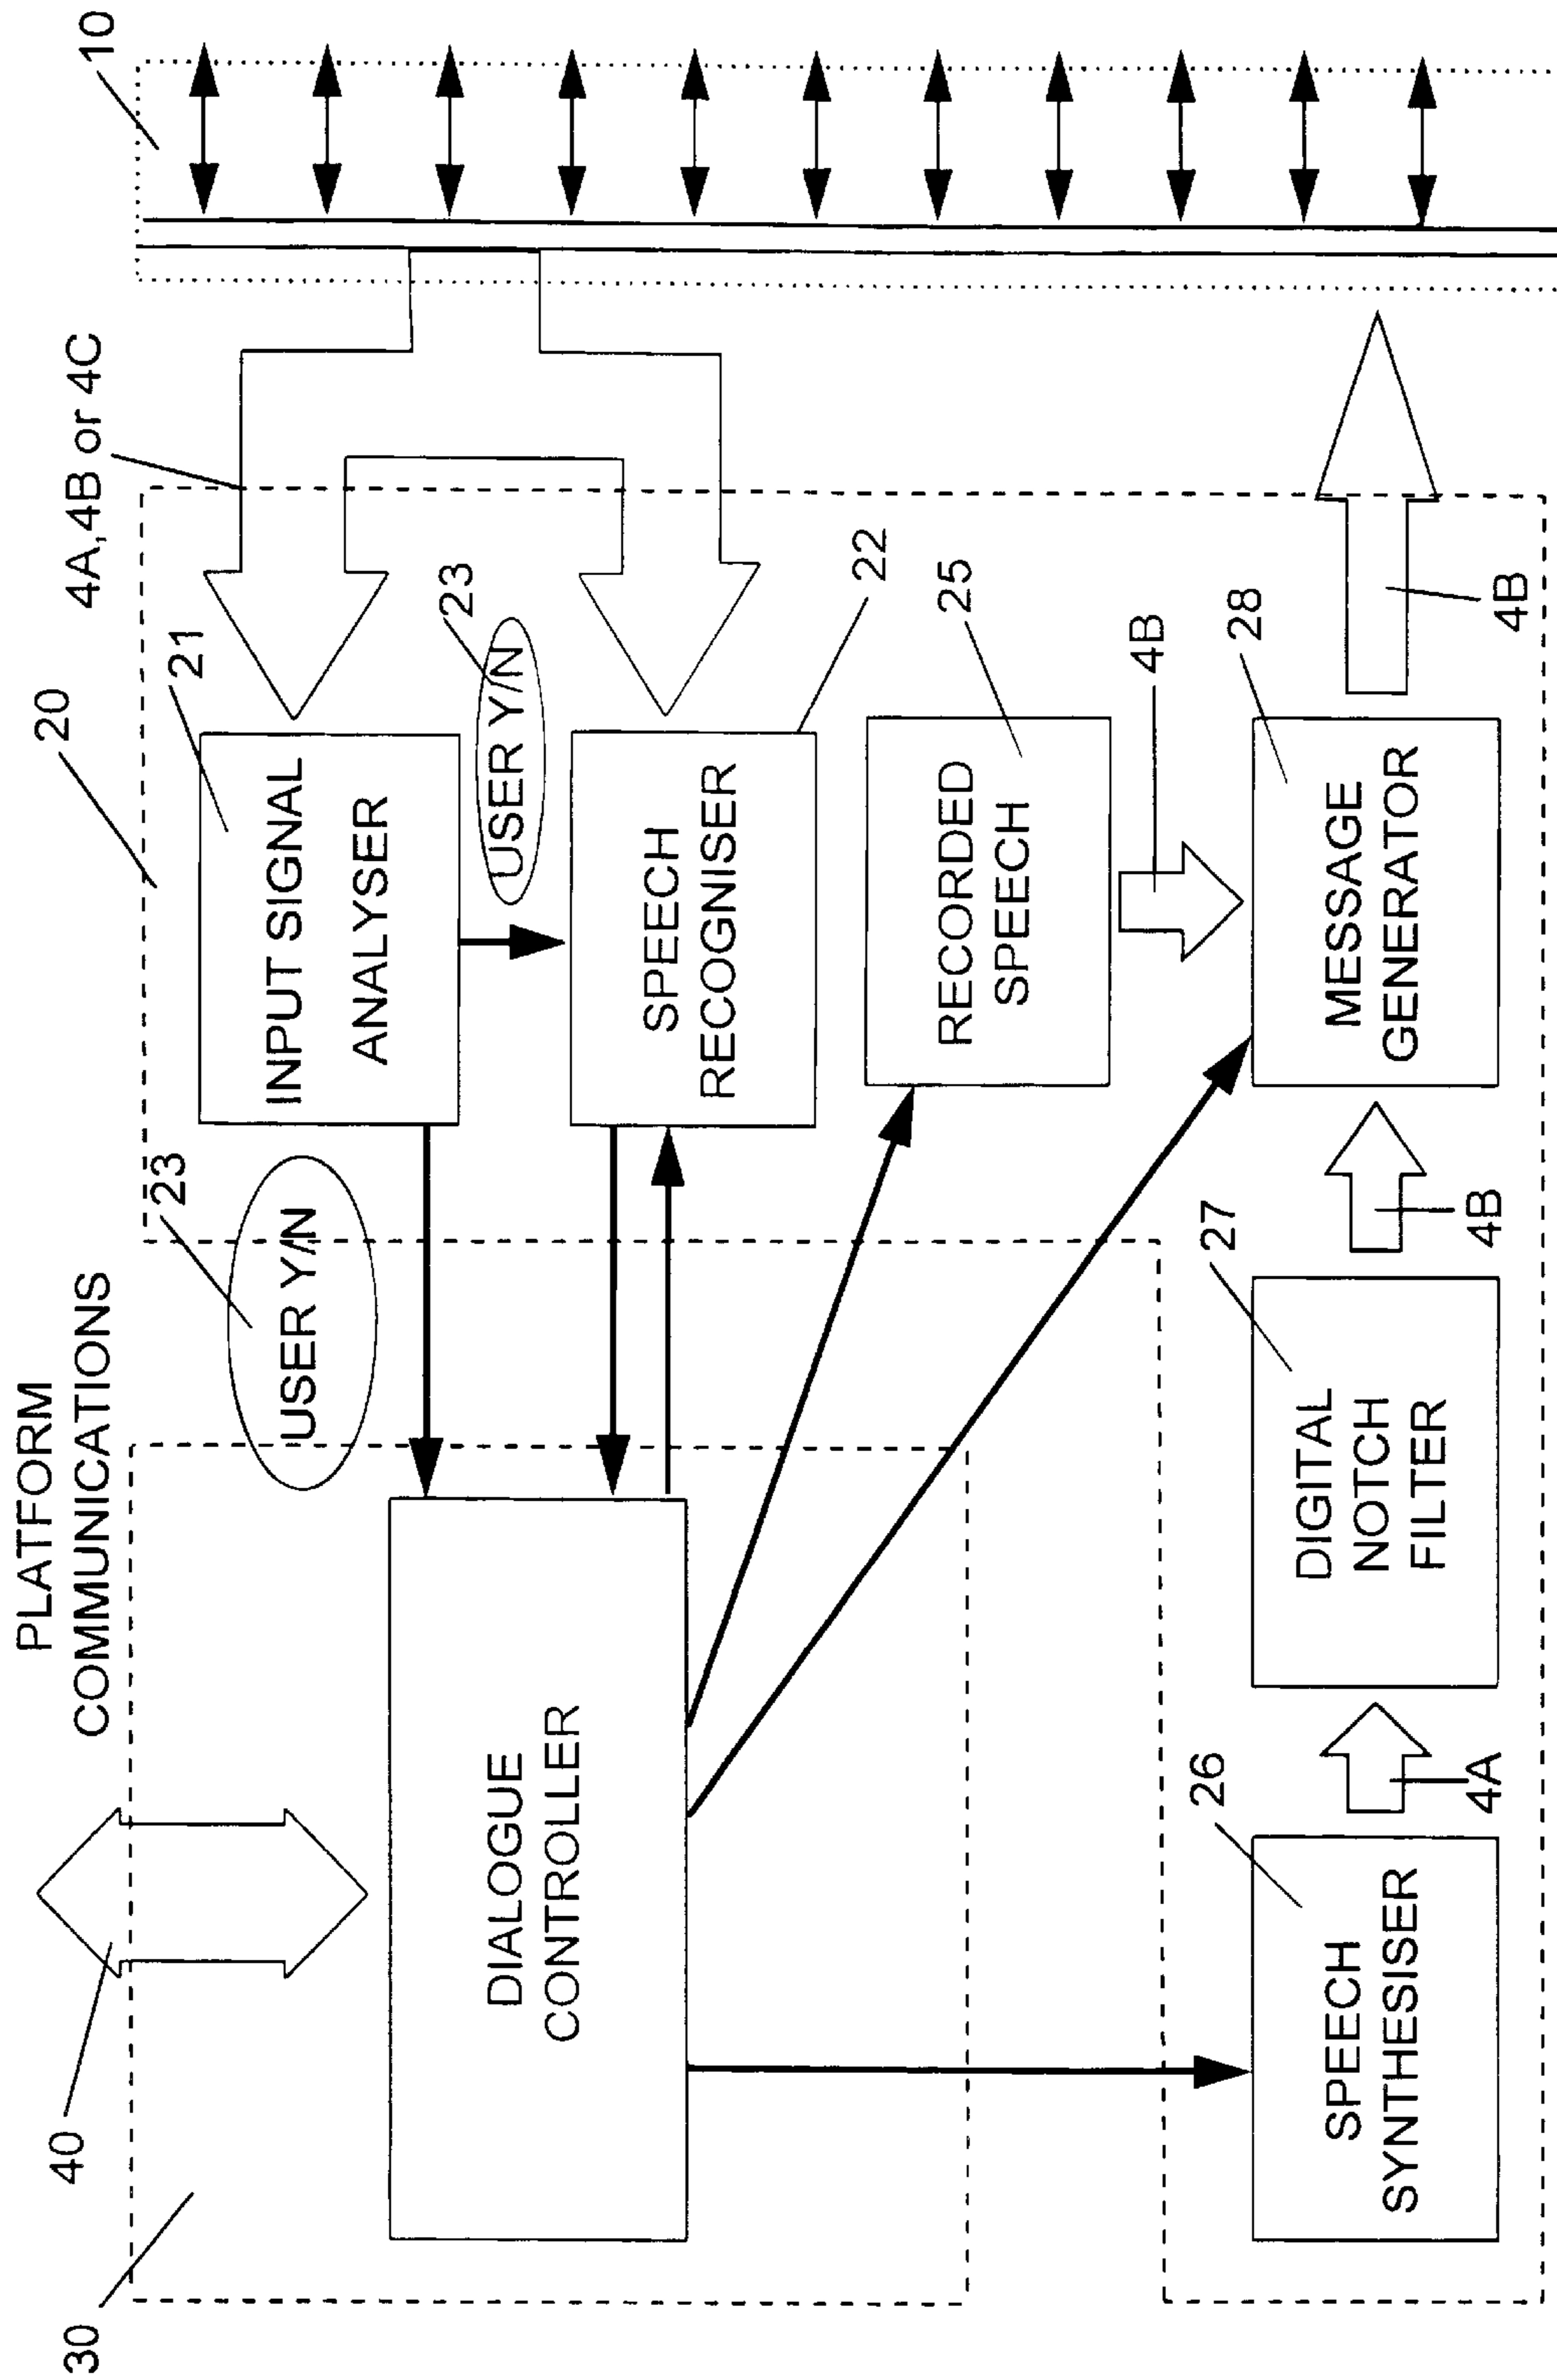 PLATFORM
COMMUNICATIONS
40
30
20
10
4A,4B or 4C
21
INPUT SIGNAL
ANALYSER
23
USER Y/N
23
USER Y/N
DIALOGUE
CONTROLLER
SPEECH
RECOGNISER
22
RECORDED
SPEECH
25
4B
26
SPEECH
SYNTHESISER
4A
27
DIGITAL
NOTCH
FILTER
4B
28
MESSAGE
GENERATOR
4B